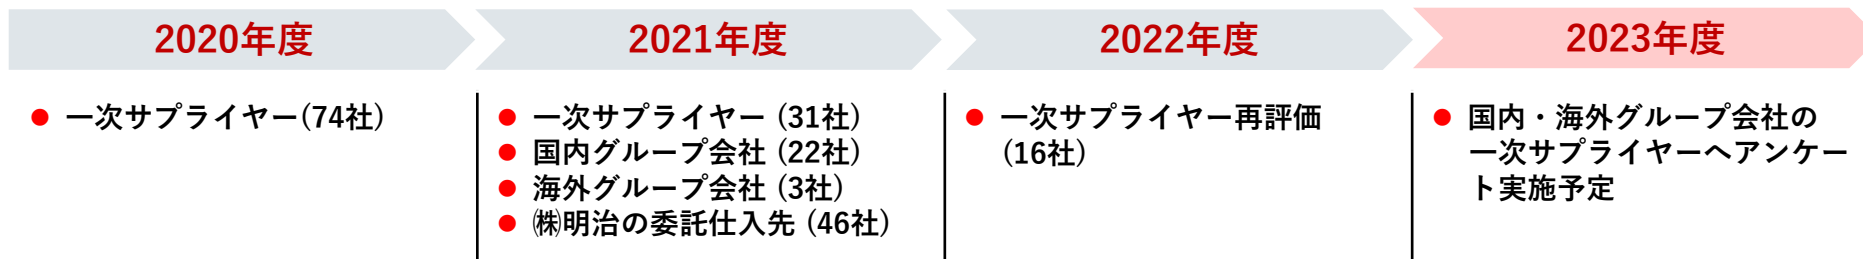 2020年度
一次サプライヤー(74社)
2021年度
一次サプライヤー (31社)
国内グループ会社 (22社)
海外グループ会社 (3社)
㈱明治の委託仕入先 (46社)
2022年度
一次サプライヤー再評価
(16社)
2023年度
国内・海外グループ会社の
一次サプライヤーへアンケー
ト実施予定